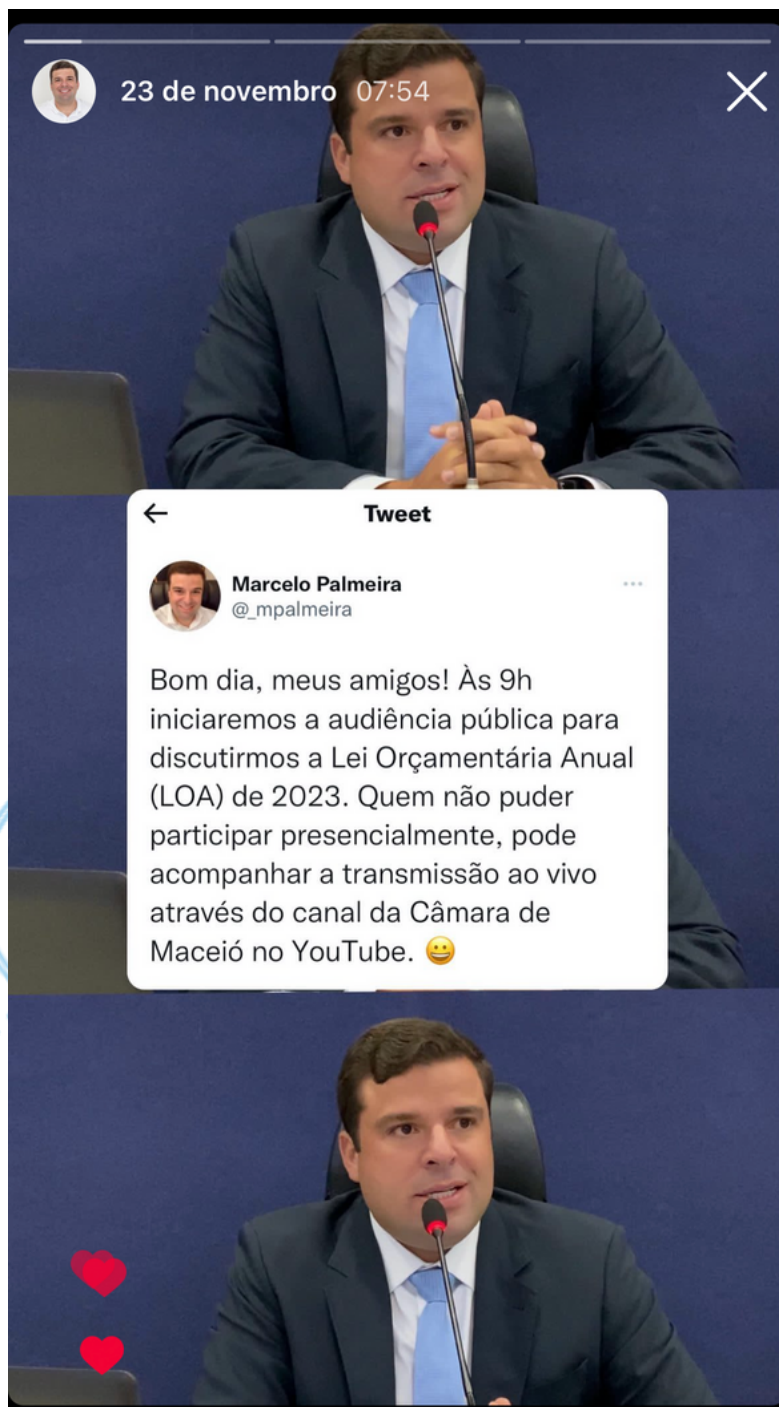 23 de novembro 07:54
Tweet
Marcelo Palmeira
@_mpalmeira
Bom dia, meus amigos! Às 9h
iniciaremos a audiência pública para
discutirmos a Lei Orçamentária Anual
(LOA) de 2023. Quem não puder
participar presencialmente, pode
acompanhar a transmissão ao vivo
através do canal da Câmara de
Maceió no YouTube. 😀